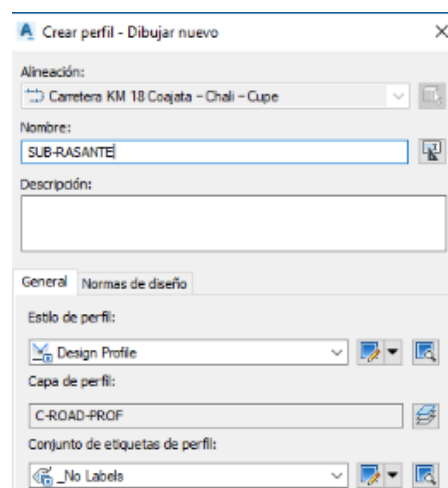 Crear perfil - Dibujar nuevo
Alineación:
Carretera KM 18 Coajata - Chali - Cupe
Nombre:
SUB-RASANTE
Descripción:
General Normas de diseño
Estilo de perfil:
Design Profile
Capa de perfil:
C-ROAD-PROF
Conjunto de etiquetas de perfil:
_No Labels